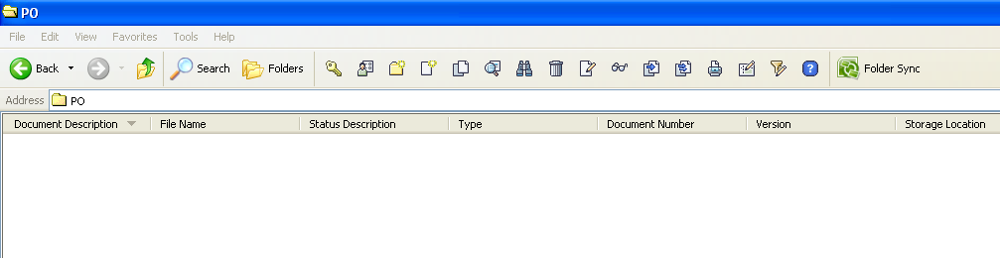 PO
File Edit View Favorites Tools Help
Back Search Folders ? Folder Sync
Address PO
Document Description File Name Status Description Type Document Number Version Storage Location